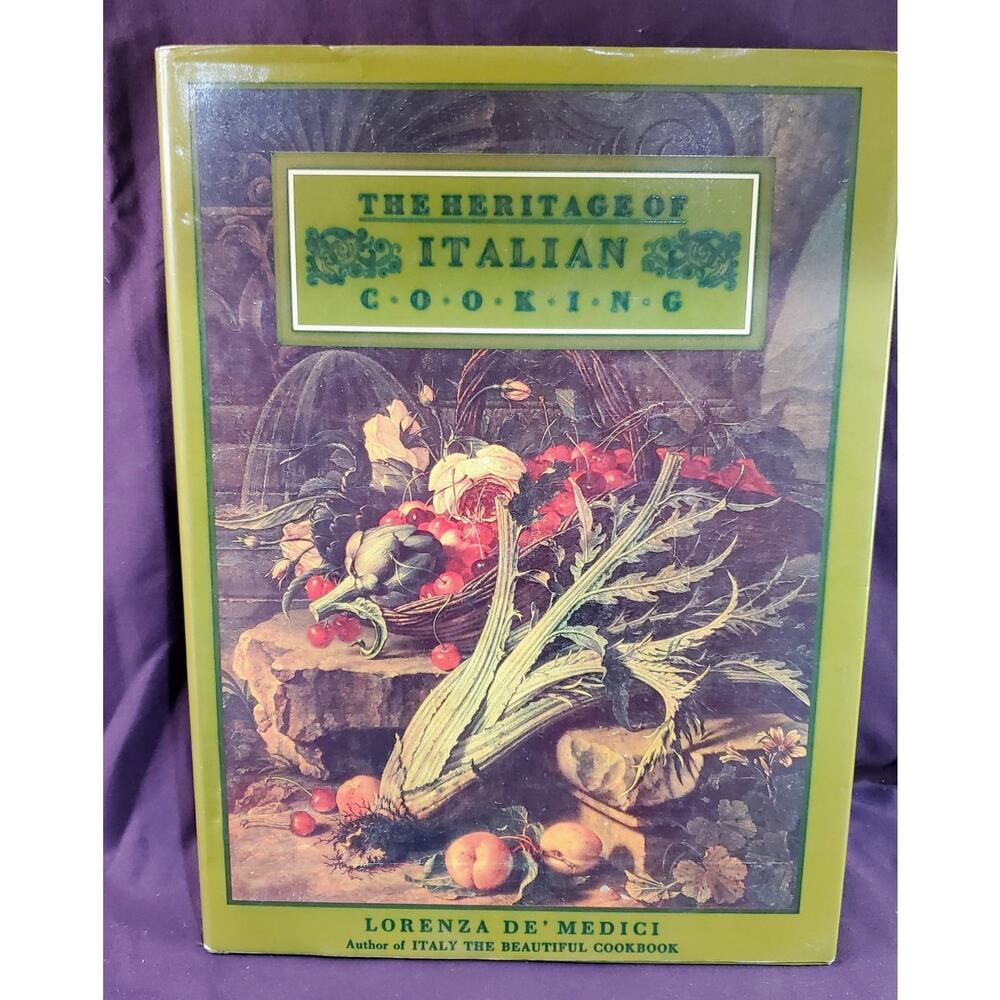 THE HERITAGE OF
ITALIAN
C·O·O·K·I·N·G
LORENZA DE' MEDICI
Author of ITALY THE BEAUTIFUL COOKBOOK